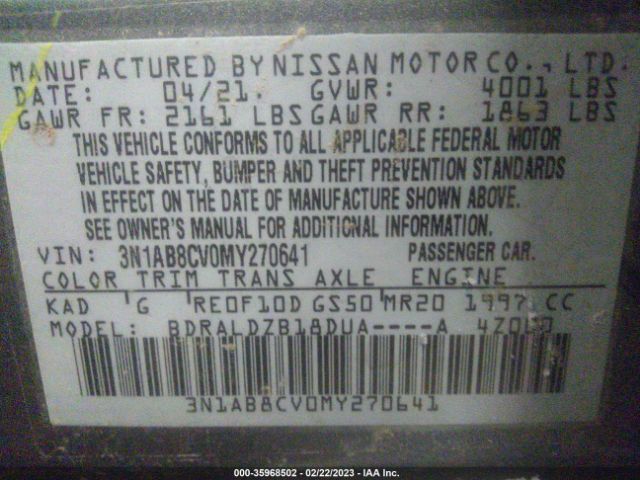 MANUFACTURED BY NISSAN MOTOR CO., LTD.
DATE: 04/21. GVWR: 4001 LBS
GAWR FR: 2161 LBS GAWR RR: 1863 LBS
THIS VEHICLE CONFORMS TO ALL APPLICABLE FEDERAL MOTOR
VEHICLE SAFETY, BUMPER AND THEFT PREVENTION STANDARDS
IN EFFECT ON THE DATE OF MANUFACTURE SHOWN ABOVE.
SEE OWNER'S MANUAL FOR ADDITIONAL INFORMATION.
VIN: 3N1AB8CV0MY270641 PASSENGER CAR.
COLOR TRIM TRANS AXLE ENGINE
KAD G RE0F10D GS50 MR20 1997 CC
MODEL: BDRALDZB18DUA----A
3N1AB8CV0MY270641
000-35968502 - 02/22/2023 - IAA Inc.